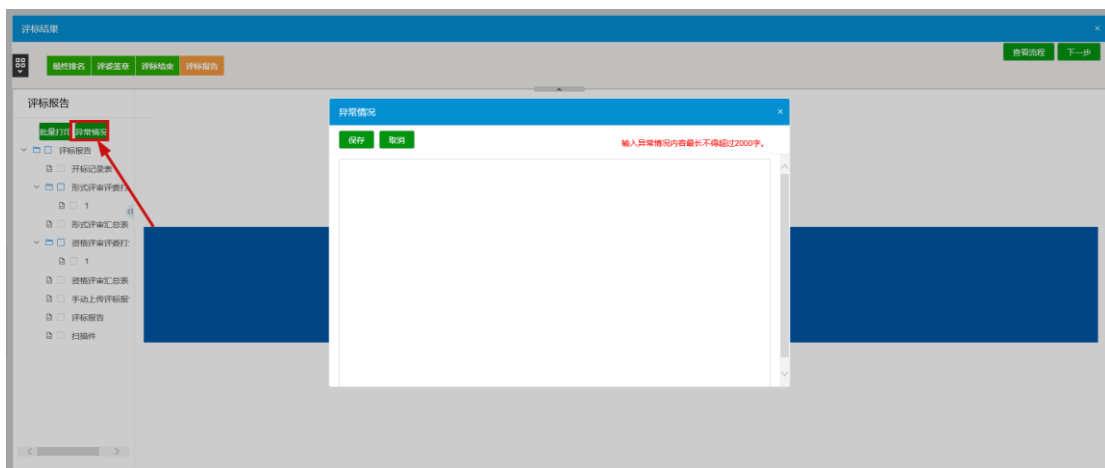 评标结果
查看流程 下一步
最终排名 评委签章 评标结束 评标报告
评标报告
批量打印 异常情况
评标报告
开标记录表
形式评审评委打
1
形式评审汇总表
资格评审评委打
1
资格评审汇总表
手动上传评标报
评标报告
扫描件
异常情况
保存 取消 输入异常情况内容最长不得超过2000字。